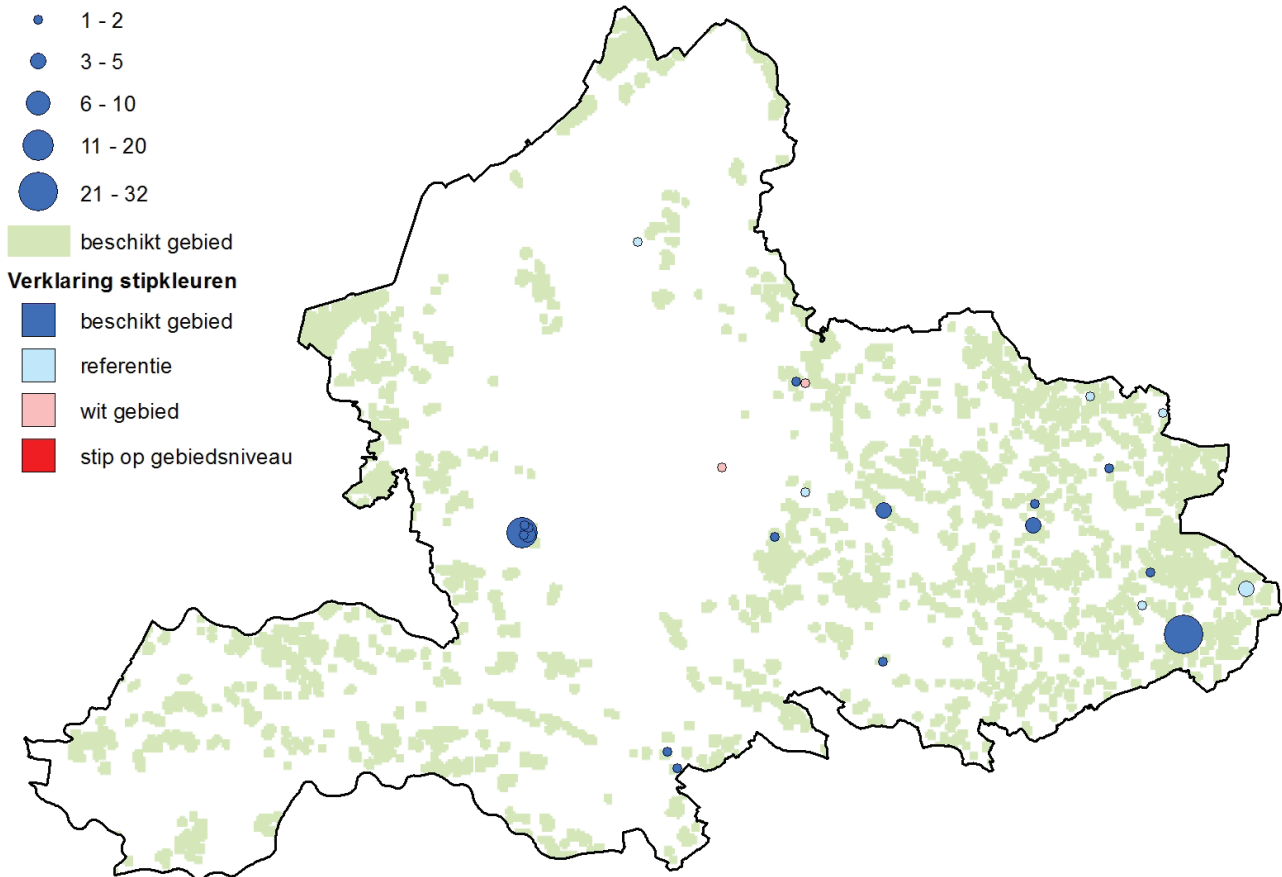 1 - 2
3 - 5
6 - 10
11 - 20
21 - 32
beschikt gebied
Verklaring stipkleuren
beschikt gebied
referentie
wit gebied
stip op gebiedsniveau